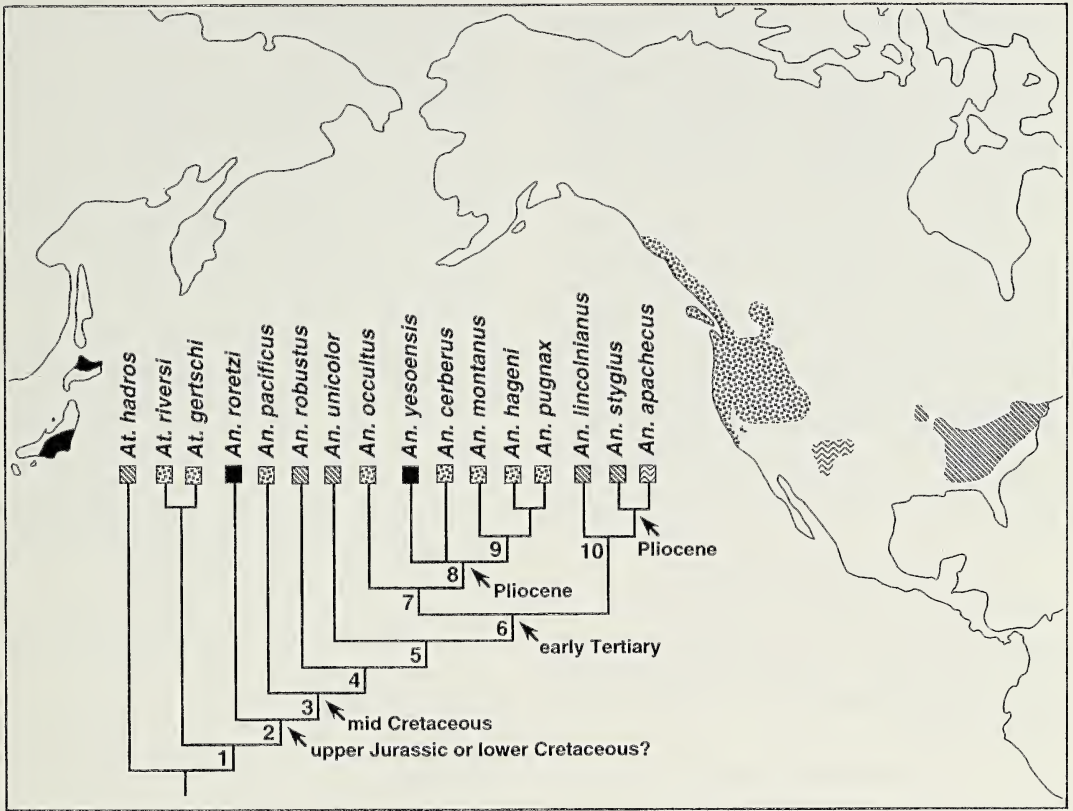 At. hadros
At. riversi
At. gertschi
An. roretzi
An. pacificus
An. robustus
An. unicolor
An. occultus
An. yesoensis
An. cerberus
An. montanus
An. hageni
An. pugnax
An. lincolnianus
An. stygius
An. apachecus
9
10
Pliocene
8
Pliocene
7
6
early Tertiary
5
4
3
mid Cretaceous
2
upper Jurassic or lower Cretaceous?
1